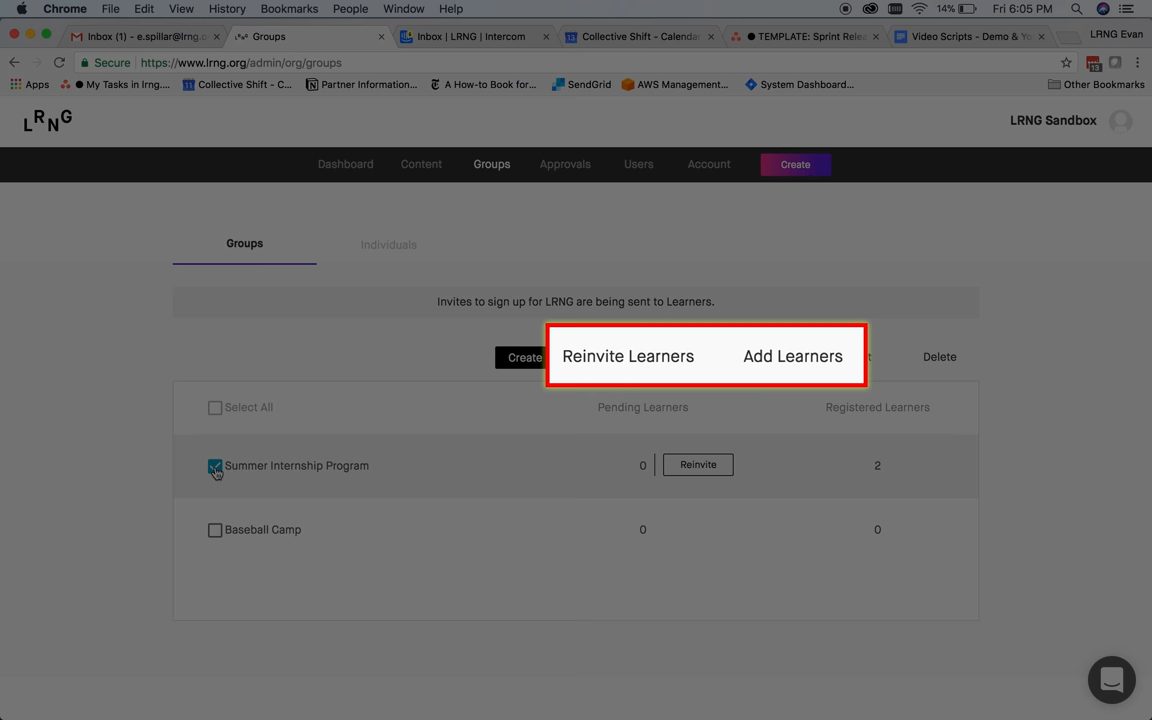 Chrome File Edit View History Bookmarks People Window Help 14% Fri 6:05 PM
Inbox (1) - e.spillar@lrng.o Groups Inbox | LRNG | Intercom Collective Shift - Calenda TEMPLATE: Sprint Relea Video Scripts - Demo & Yo LRNG Evan
Secure https://www.lrng.org/admin/org/groups 13
Apps My Tasks in lrng.... Collective Shift - C... Partner Information... A How-to Book for... SendGrid AWS Management... System Dashboard... Other Bookmarks
LRNG LRNG Sandbox
Dashboard Content Groups Approvals Users Account Create
Groups Individuals
Invites to sign up for LRNG are being sent to Learners.
Create Reinvite Learners Add Learners t Delete
Select All Pending Learners Registered Learners
Summer Internship Program 0 Reinvite 2
Baseball Camp 0 0